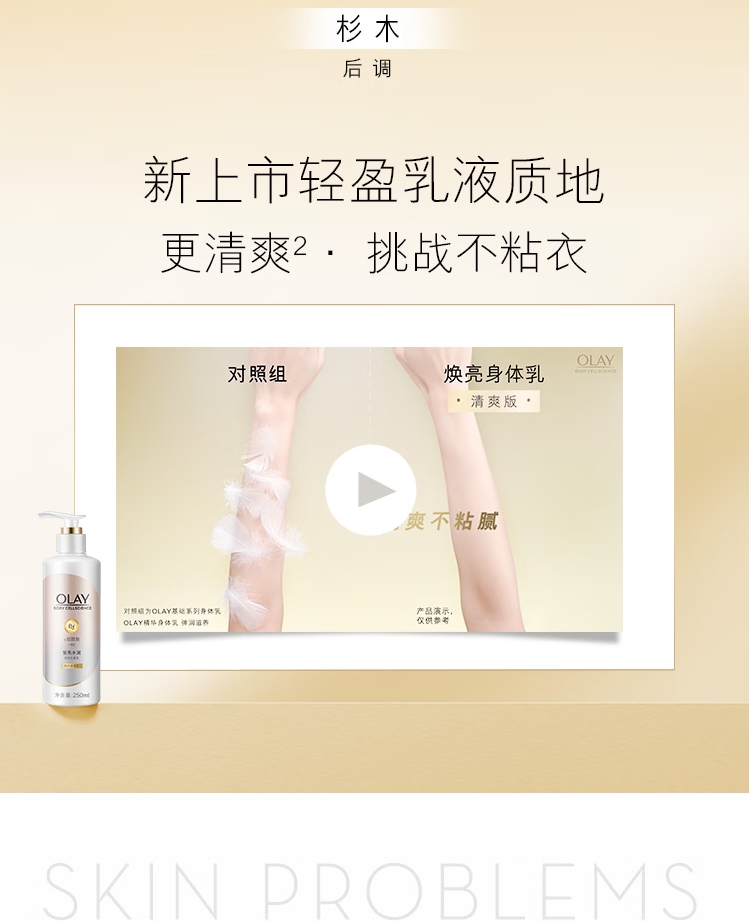 杉木
后调
新上市轻盈乳液质地
更清爽2· 挑战不粘衣
对照组
焕亮身体乳
·清爽版·
OLAY
BODY CELLSCIENCE
爽不粘腻
对照组为OLAY基础系列身体乳
OLAY精华身体乳 弹润滋养
产品演示，
仅供参考
OLAY
BODY CELLSCIENCE
净含量:250ml
SKIN PROBLEMS